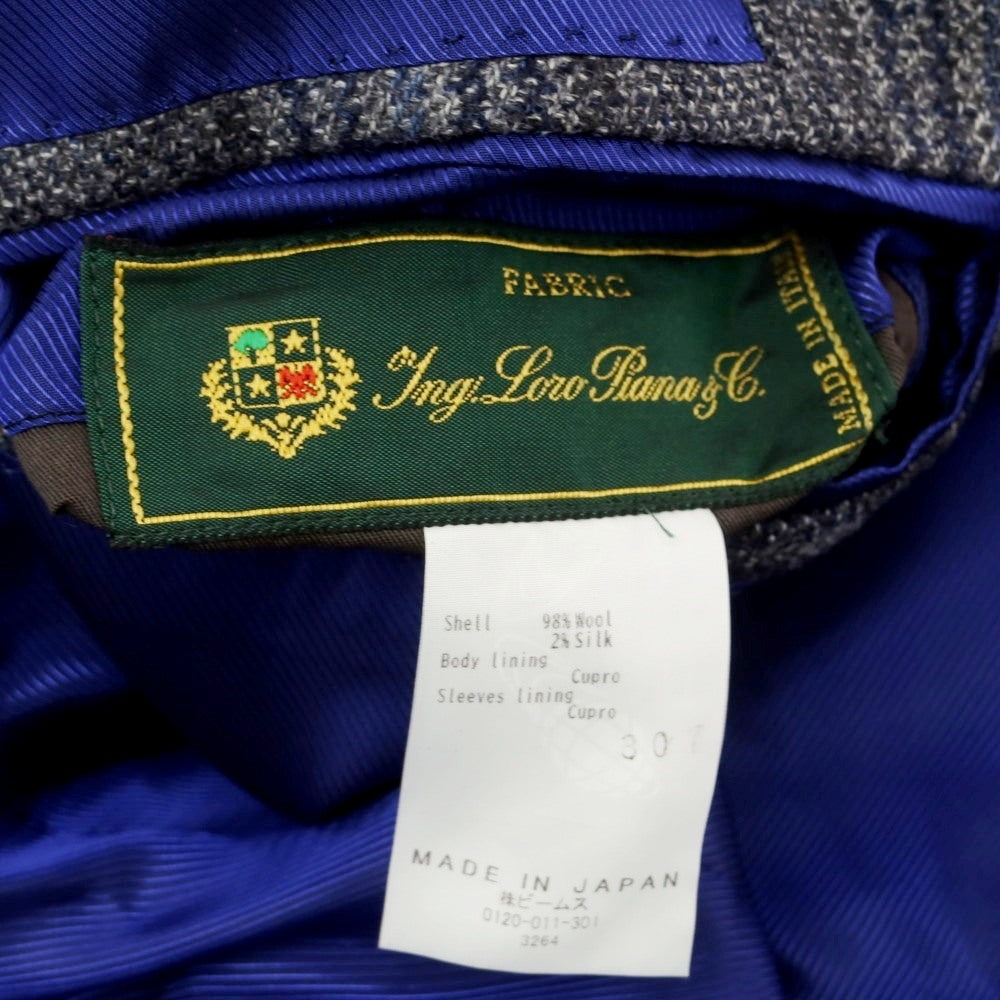 FABRIC
Ing. Loro Piana & C.
MADE IN ITALY
Shell 98% Wool
2% Silk
Body lining
Cupro
Sleeves lining
Cupro
307
MADE IN JAPAN
㈱ビームス
0120-011-301
3264